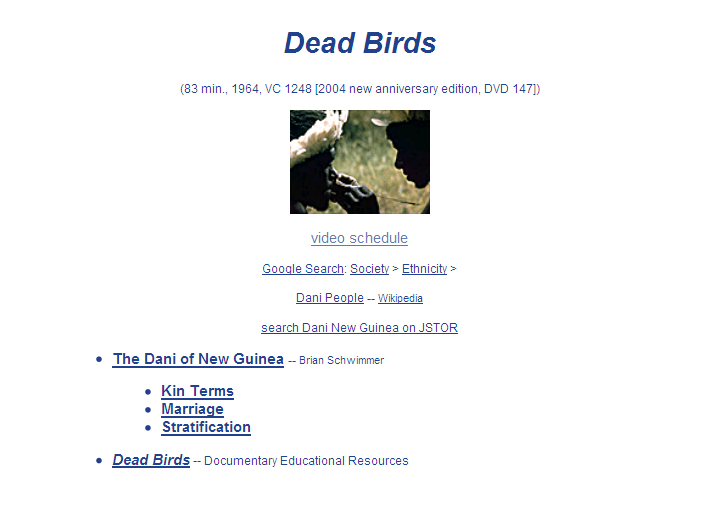 Dead Birds
(83 min., 1964, VC 1248 [2004 new anniversary edition, DVD 147])
video schedule
Google Search: Society > Ethnicity >
Dani People -- Wikipedia
search Dani New Guinea on JSTOR
• The Dani of New Guinea -- Brian Schwimmer
• Kin Terms
• Marriage
• Stratification
• Dead Birds -- Documentary Educational Resources